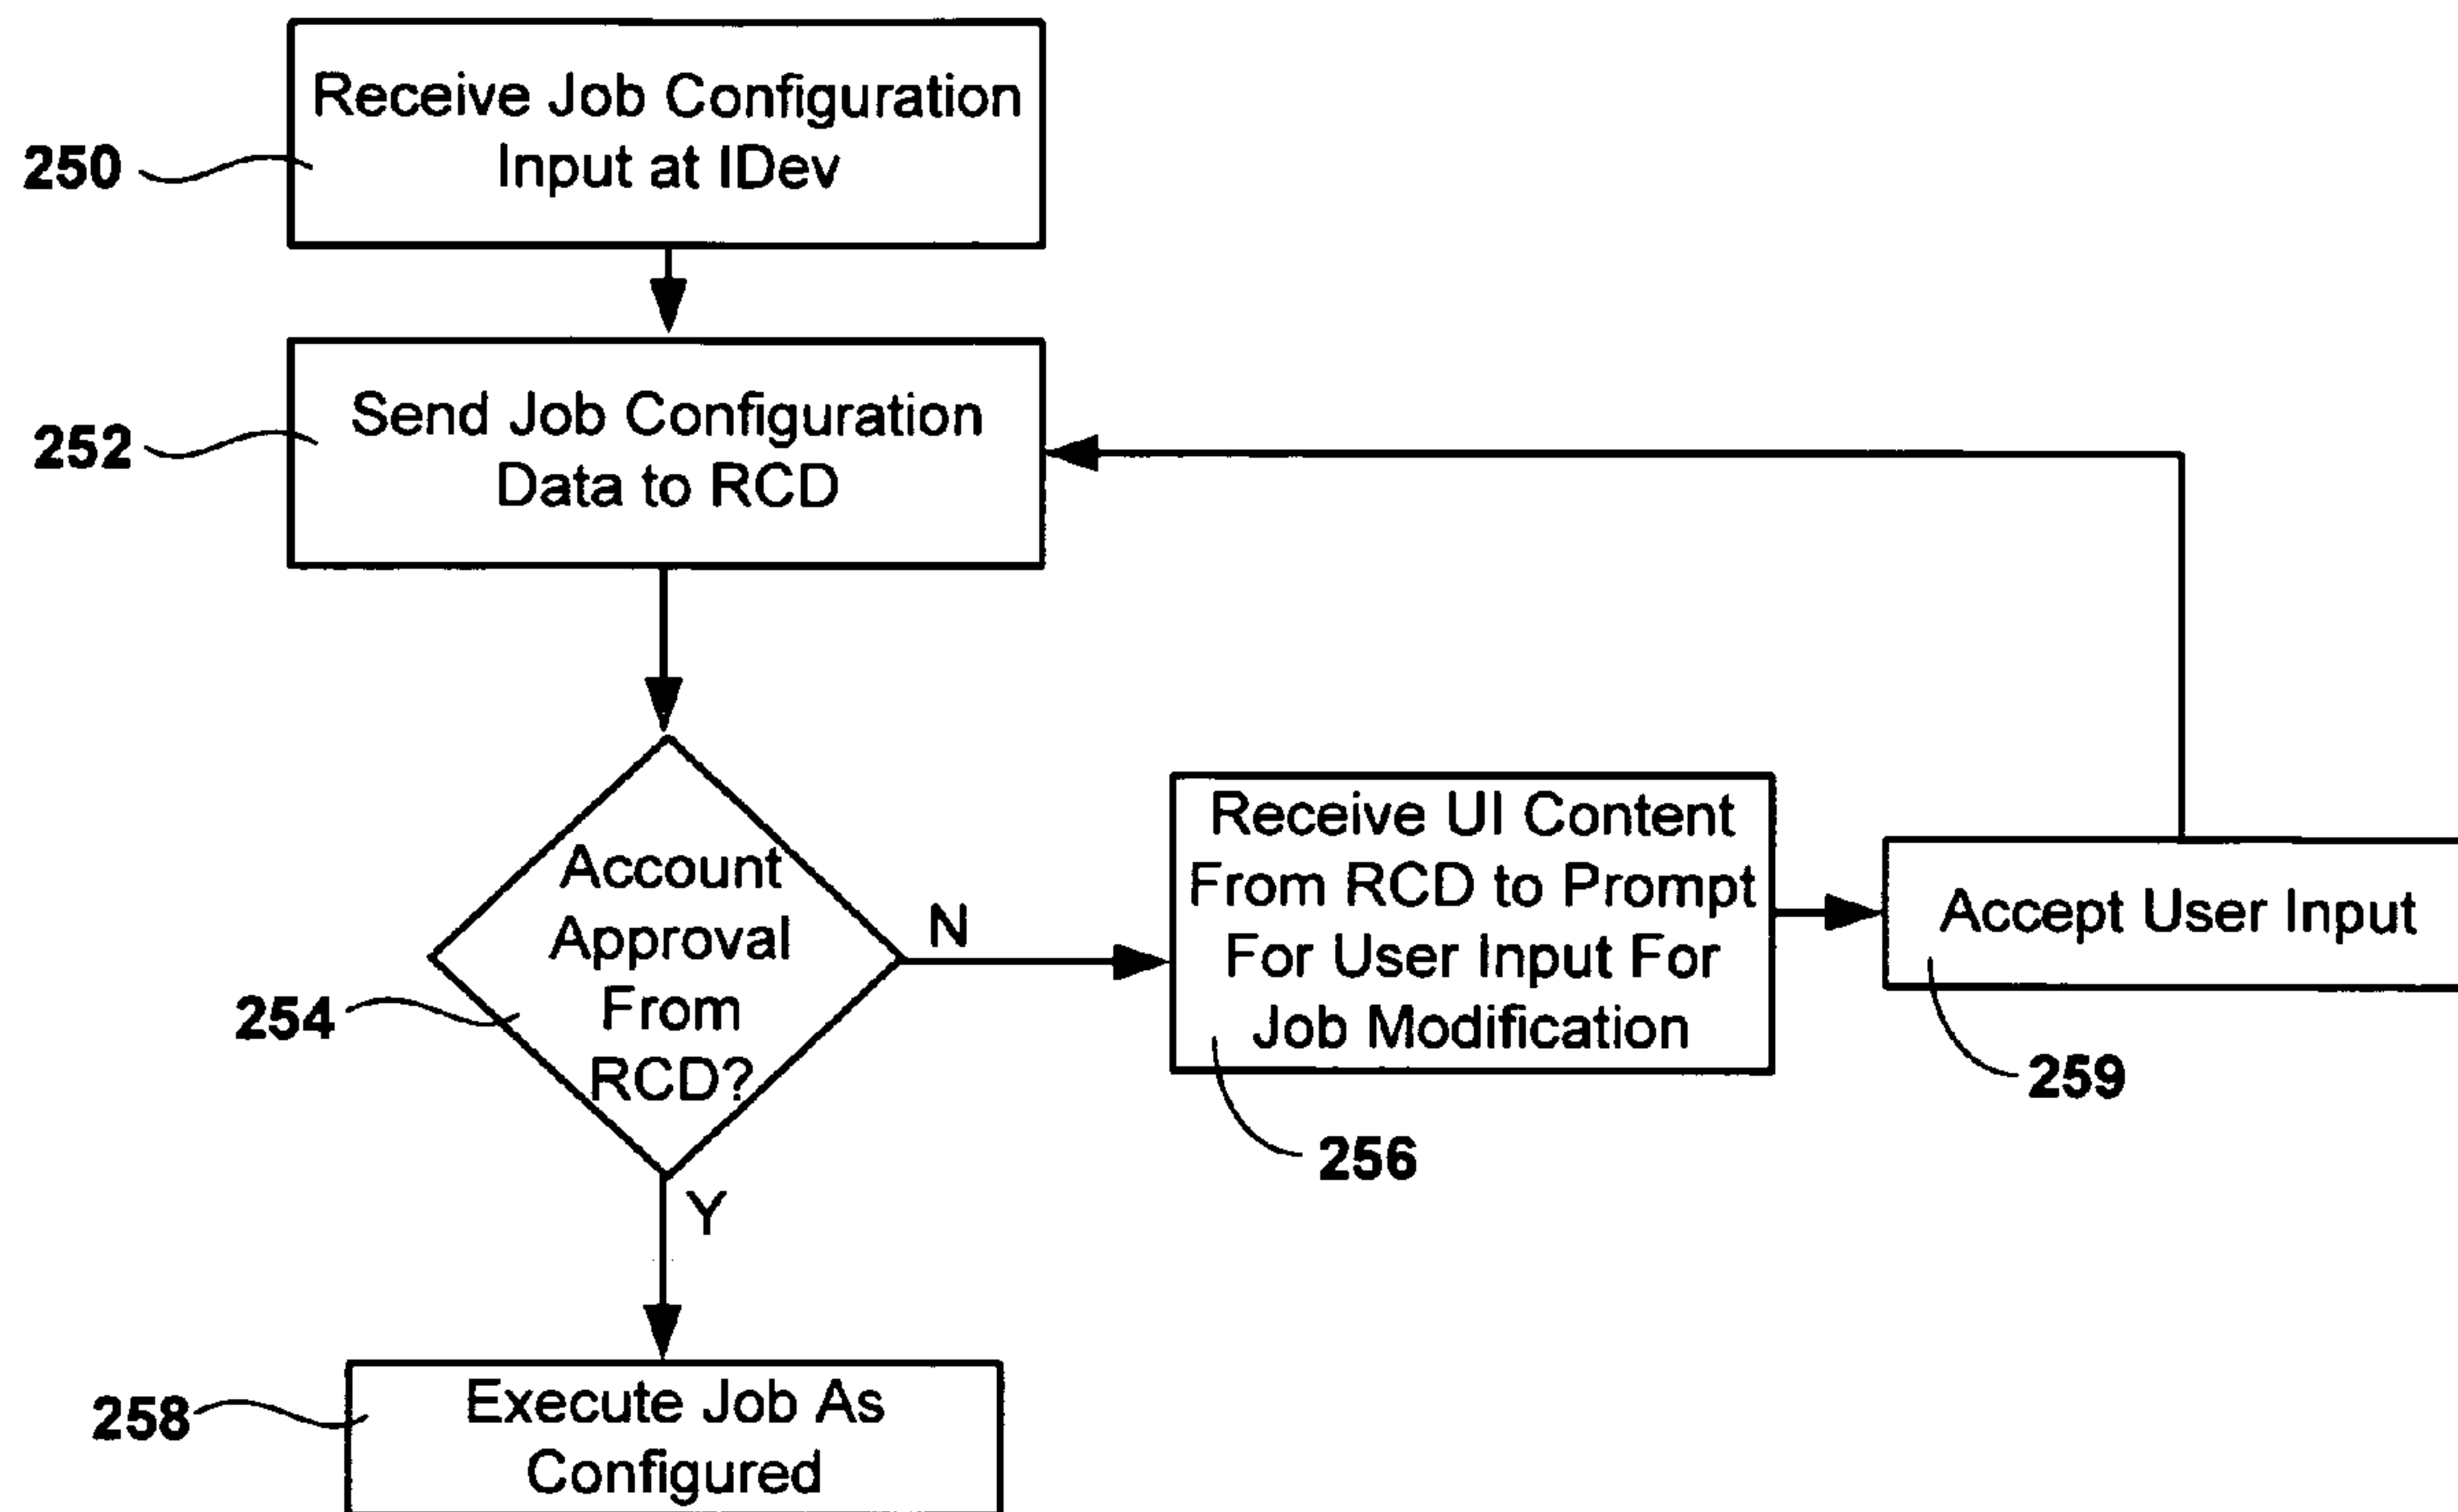 Receive Job Configuration
Input at IDev
250
Send Job Configuration
Data to RCD
252
Account
Approval
From
RCD?
254
N
Receive UI Content
From RCD to Prompt
For User Input For
Job Modification
256
Accept User Input
259
Y
Execute Job As
Configured
258